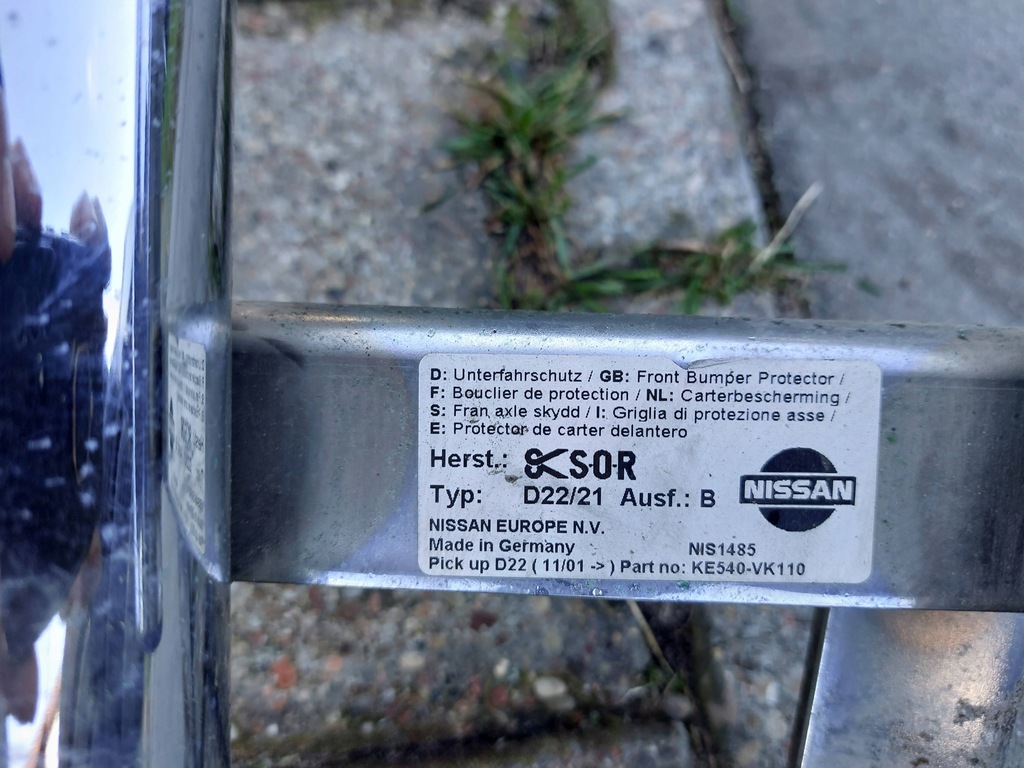 D: Unterfahrschutz / GB: Front Bumper Protector /
F: Bouclier de protection / NL: Carterbescherming /
S: Fran axle skydd / I: Griglia di protezione asse /
E: Protector de carter delantero
Herst.: S·O·R
Typ: D22/21 Ausf.: B
NISSAN
NISSAN EUROPE N.V.
Made in Germany NIS1485
Pick up D22 ( 11/01 -> ) Part no: KE540-VK110